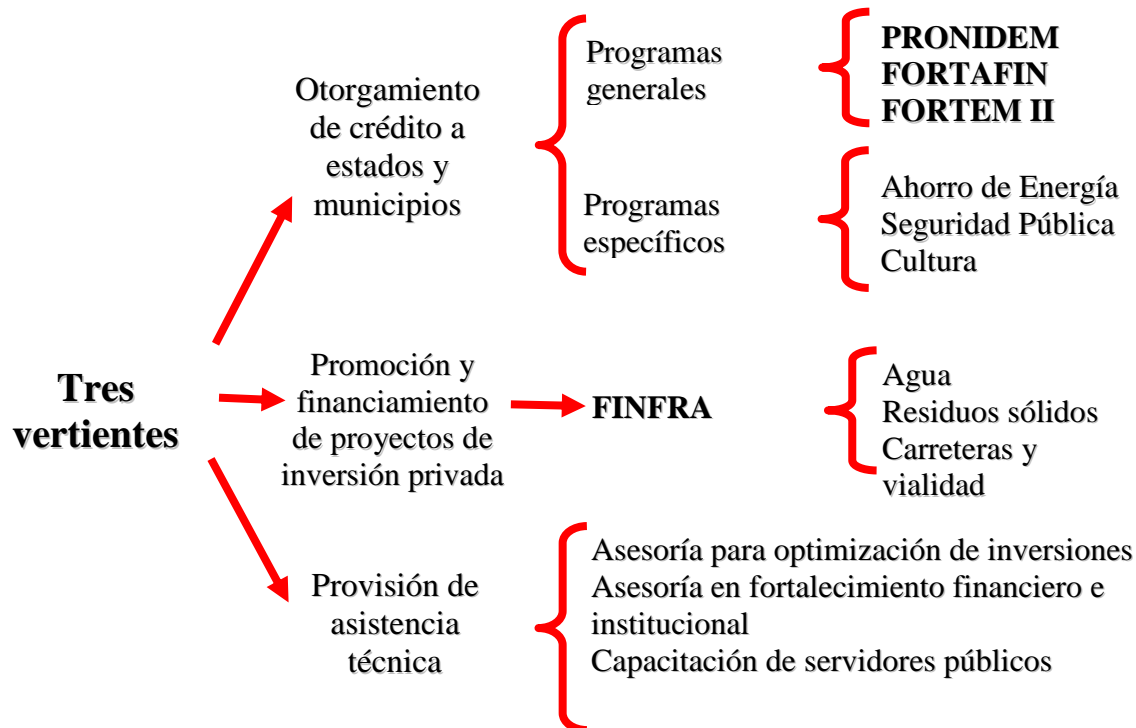 Tres
vertientes
Otorgamiento
de crédito a
estados y
municipios
Programas
generales
PRONIDEM
FORTAFIN
FORTEM II
Programas
específicos
Ahorro de Energía
Seguridad Pública
Cultura
Promoción y
financiamiento
de proyectos de
inversión privada
FINFRA
Agua
Residuos sólidos
Carreteras y
vialidad
Provisión de
asistencia
técnica
Asesoría para optimización de inversiones
Asesoría en fortalecimiento financiero e
institucional
Capacitación de servidores públicos